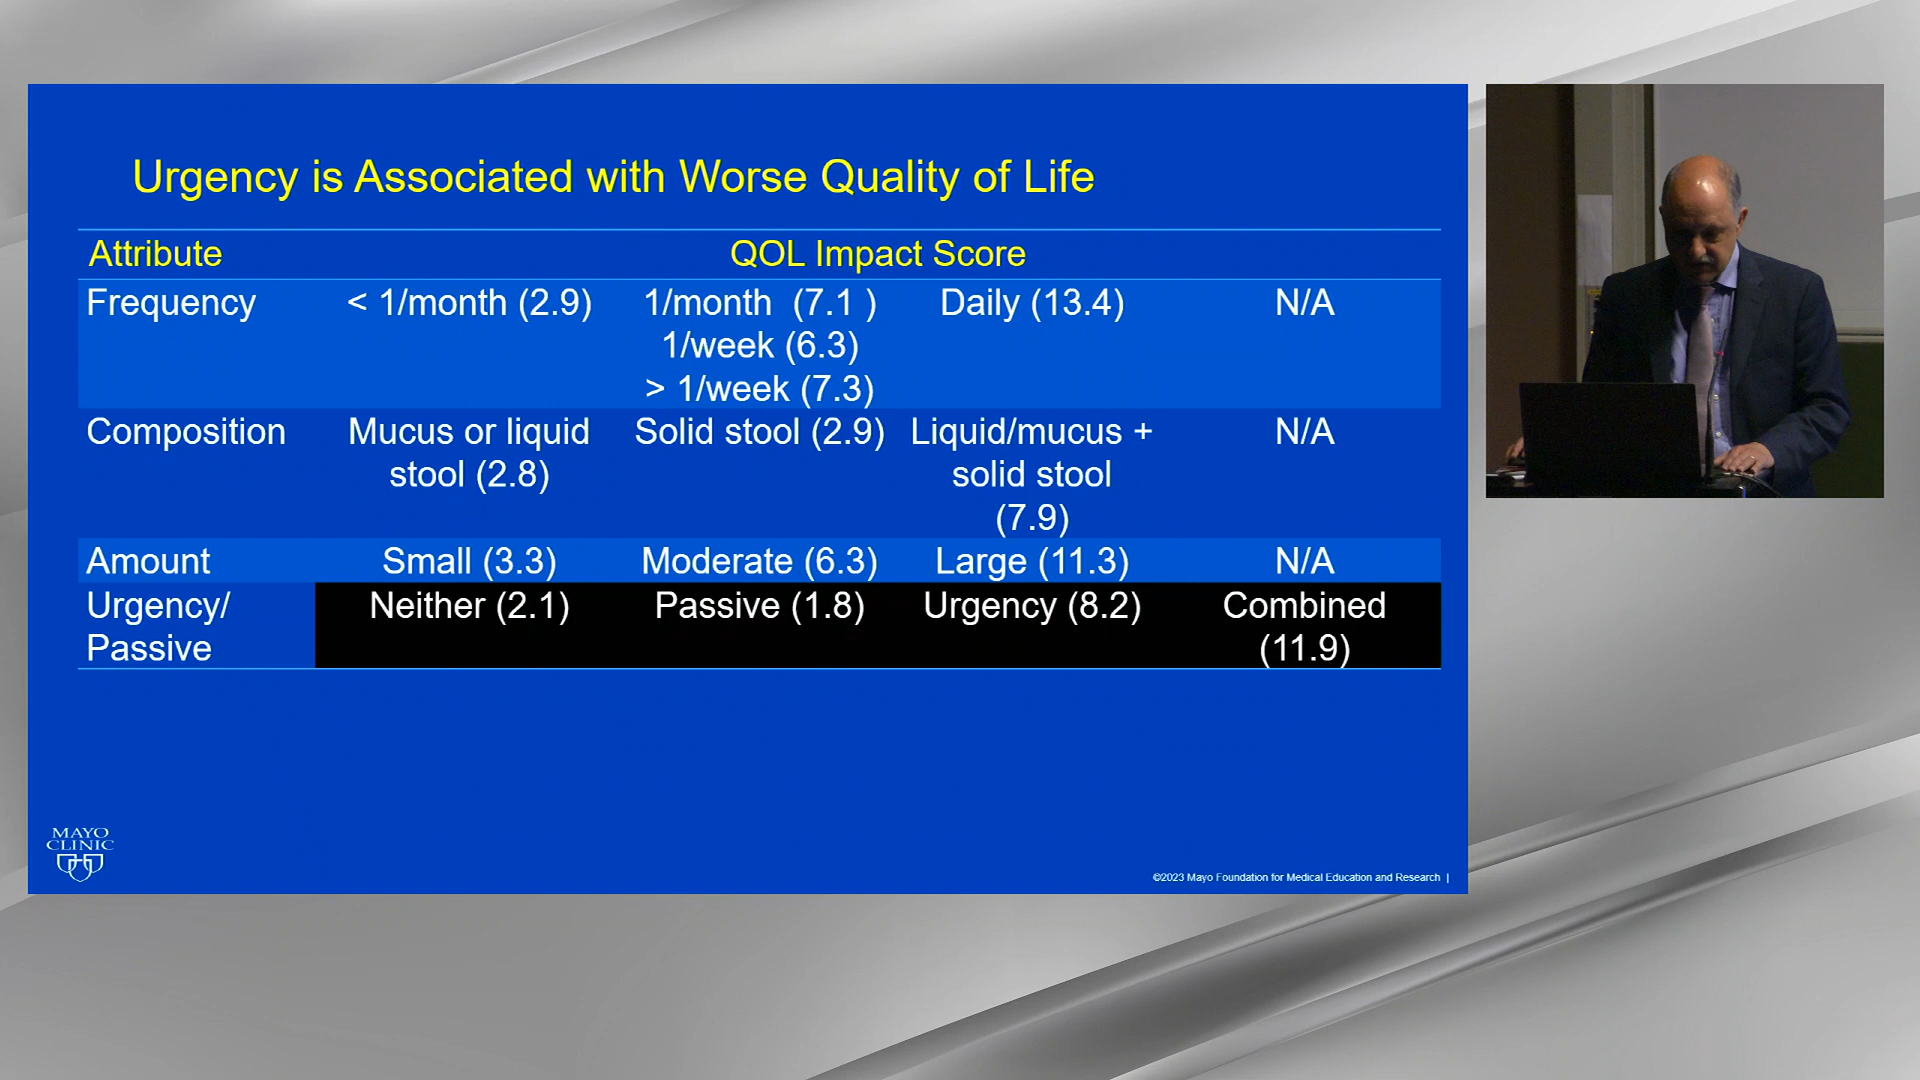 Urgency is Associated with Worse Quality of Life
Attribute QOL Impact Score
Frequency < 1/month (2.9) 1/month (7.1 ) Daily (13.4) N/A
1/week (6.3)
> 1/week (7.3)
Composition Mucus or liquid Solid stool (2.9) Liquid/mucus + N/A
stool (2.8) solid stool
(7.9)
Amount Small (3.3) Moderate (6.3) Large (11.3) N/A
Urgency/ Neither (2.1) Passive (1.8) Urgency (8.2) Combined
Passive (11.9)
MAYO
CLINIC
©2023 Mayo Foundation for Medical Education and Research |